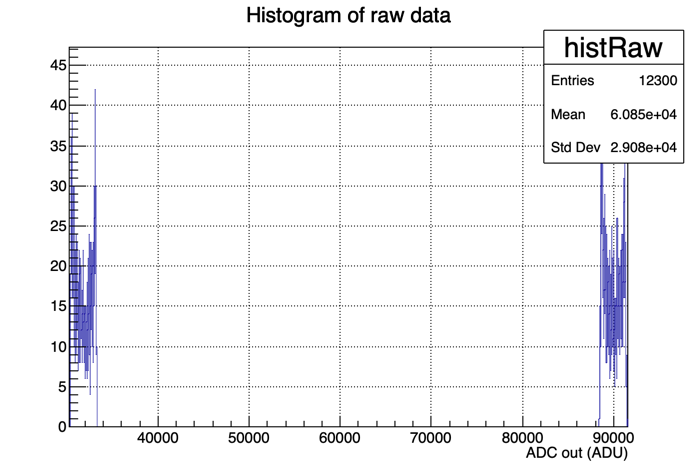 Histogram of raw data
histRaw
Entries 12300
Mean 6.085e+04
Std Dev 2.908e+04
45
40
35
30
25
20
15
10
5
0
40000 50000 60000 70000 80000 90000
ADC out (ADU)